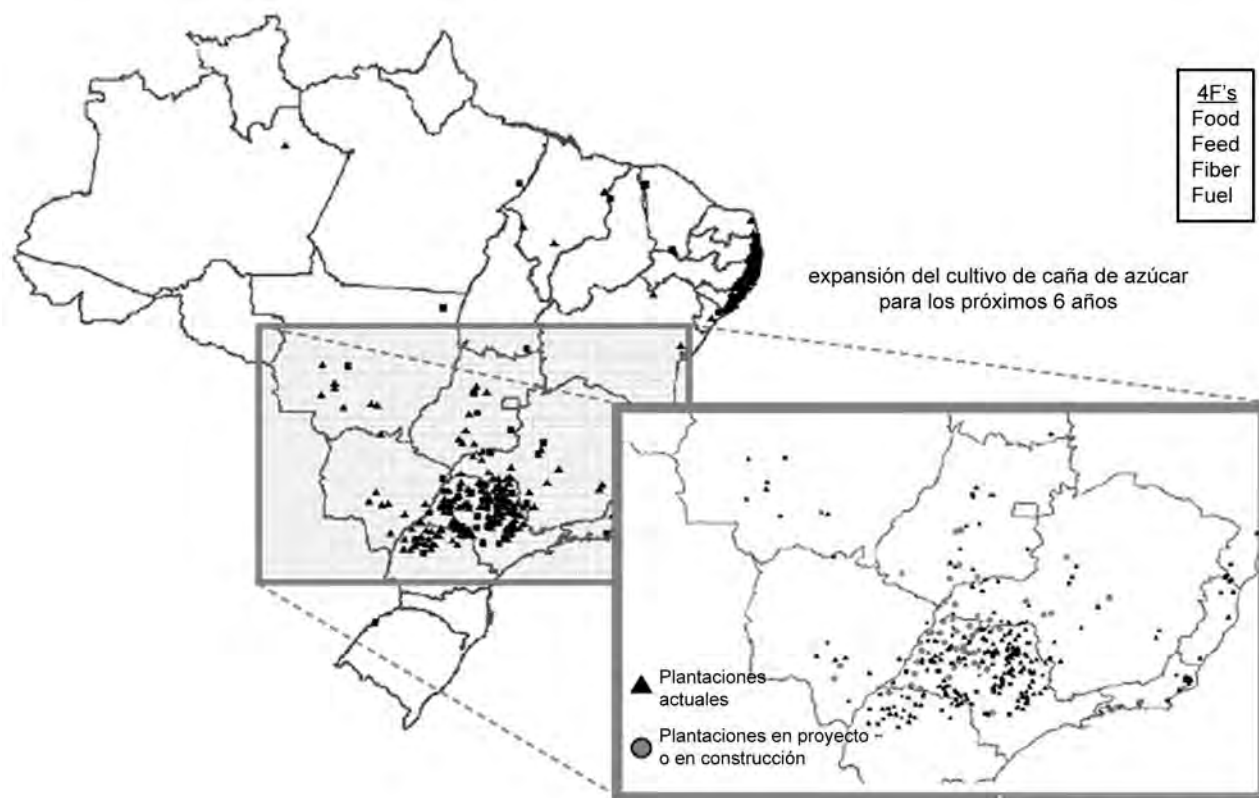 4F's
Food
Feed
Fiber
Fuel
expansión del cultivo de caña de azúcar
para los próximos 6 años
Plantaciones
actuales
Plantaciones en proyecto
o en construcción